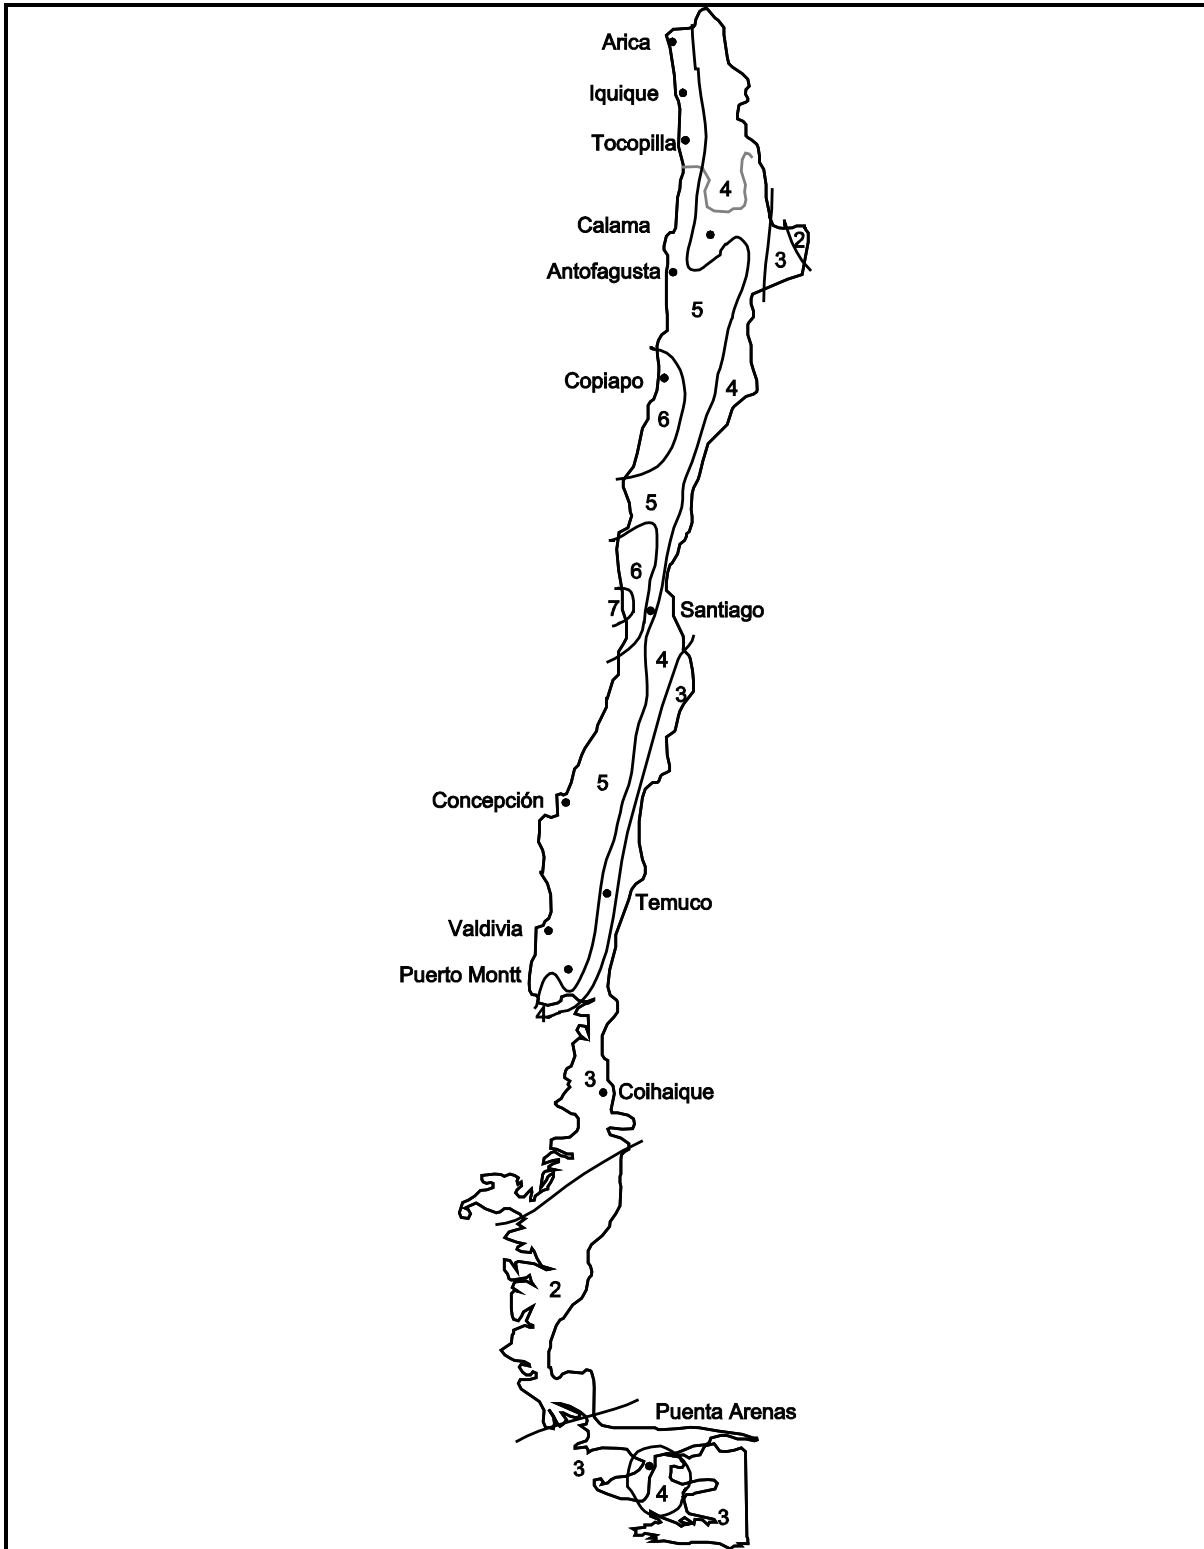 Arica
Iquique
Tocopilla
4
Calama
2
3
Antofagusta
5
Copiapo
4
6
5
6
7
Santiago
4
3
5
Concepción
Temuco
Valdivia
Puerto Montt
4
3
Coihaique
2
Puenta Arenas
3
4
3